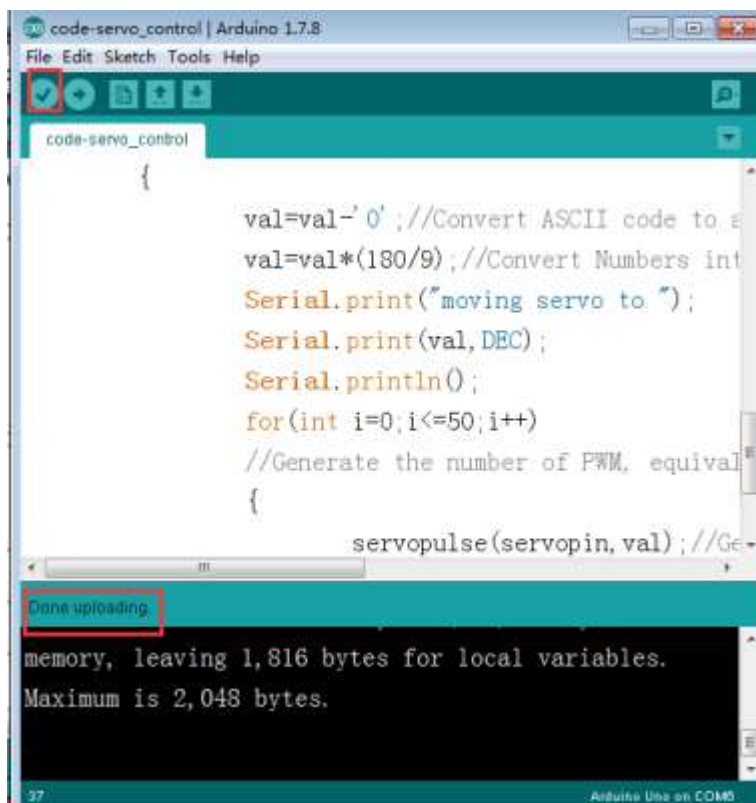 code-servo_control | Arduino 1.7.8
File Edit Sketch Tools Help
code-servo_control
{
val=val-'0';//Convert ASCII code to
val=val*(180/9);//Convert Numbers int
Serial.print("moving servo to ");
Serial.print(val,DEC);
Serial.println();
for(int i=0;i<=50;i++)
//Generate the number of PWM, equival
{
servopulse(servopin,val);//Ge
Done uploading.
memory, leaving 1,816 bytes for local variables.
Maximum is 2,048 bytes.
37
Arduino Uno on COM6